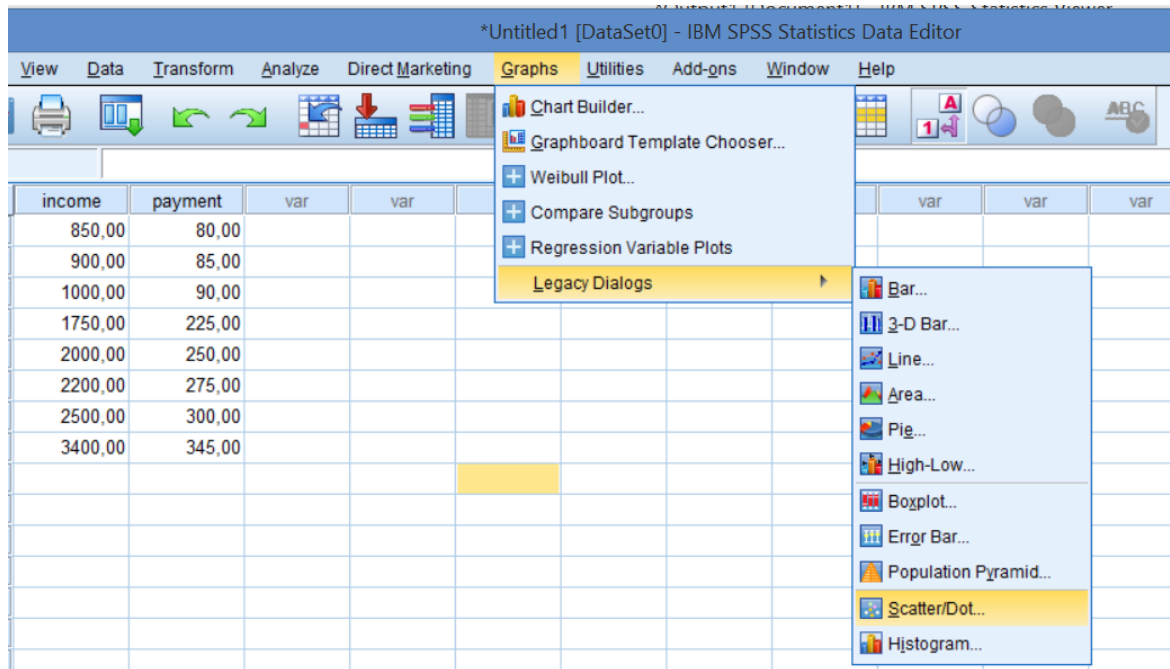 *Untitled1 [DataSet0] - IBM SPSS Statistics Data Editor
View Data Transform Analyze Direct Marketing Graphs Utilities Add-ons Window Help
Chart Builder...
Graphboard Template Chooser...
Weibull Plot...
Compare Subgroups
Regression Variable Plots
Legacy Dialogs
A
1
ABC
income payment var var var var var
850,00 80,00
900,00 85,00
1000,00 90,00
1750,00 225,00
2000,00 250,00
2200,00 275,00
2500,00 300,00
3400,00 345,00
Bar...
3-D Bar...
Line...
Area...
Pie...
High-Low...
Boxplot...
Error Bar...
Population Pyramid...
Scatter/Dot...
Histogram...